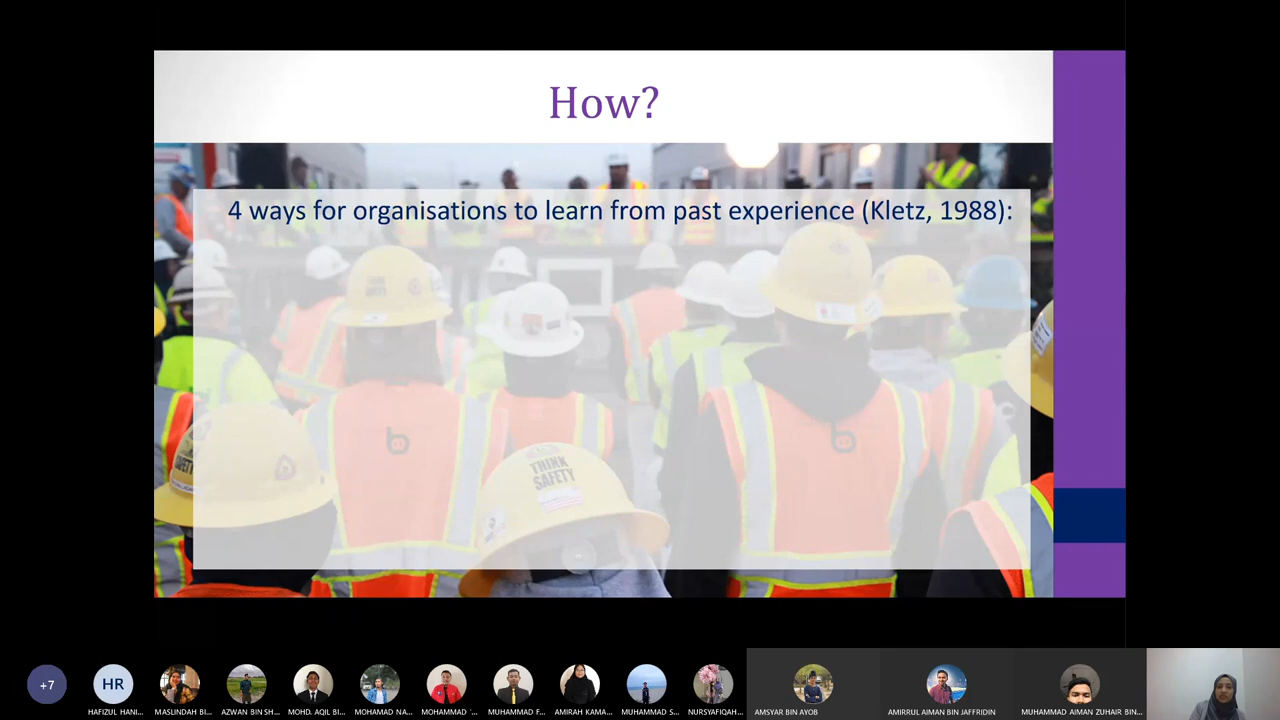 How?
4 ways for organisations to learn from past experience (Kletz, 1988):
THINK
SAFETY
+7
HR
HAFIZUL HANI...
MASLINDAH BI...
AZWAN BIN SH...
MOHD. AQIL BI...
MOHAMAD NA...
MOHAMMAD '...
MUHAMMAD F...
AMIRAH KAMA...
MUHAMMAD S...
NURSYAFIQAH...
AMSYAR BIN AYOB
AMIRRUL AIMAN BIN JAFFRIDIN
MUHAMMAD AIMAN ZUHAIR BIN...